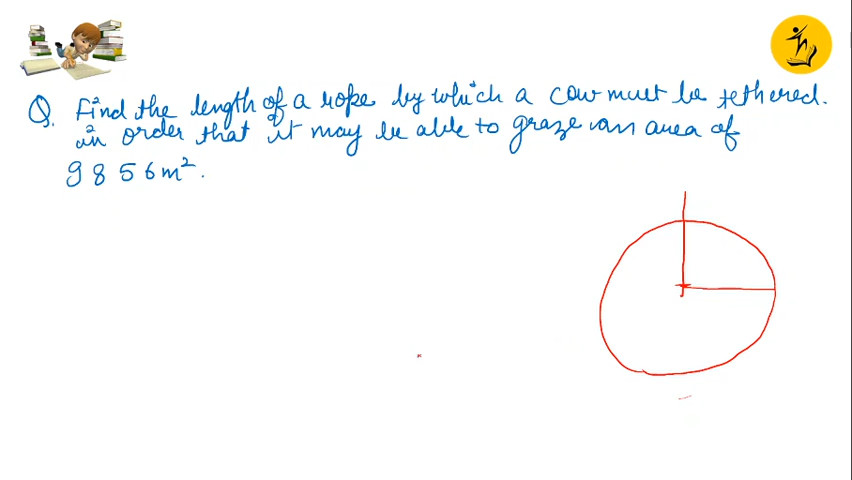 Q. Find the length of a rope by which a cow must be tethered.
in order that it may be able to graze an area of
9856m².